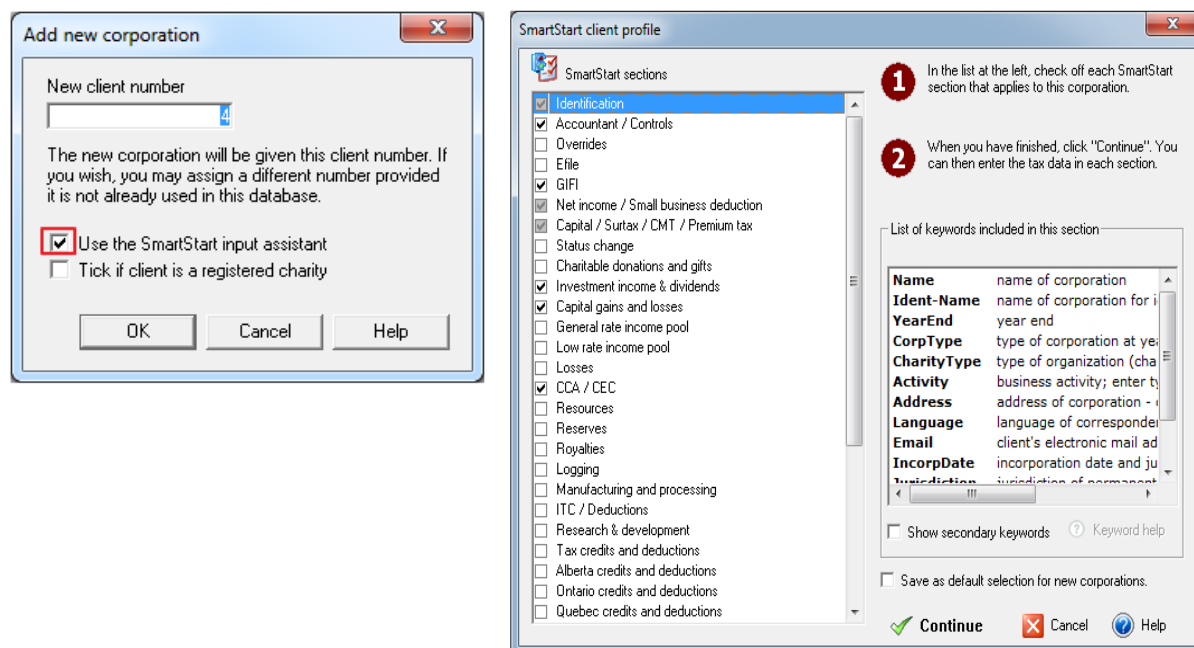 Add new corporation
X
New client number
4
The new corporation will be given this client number. If
you wish, you may assign a different number provided
it is not already used in this database.
Use the SmartStart input assistant
Tick if client is a registered charity
OK
Cancel
Help
SmartStart client profile
X
SmartStart sections
Identification
Accountant / Controls
Overrides
Efile
GIFI
Net income / Small business deduction
Capital / Surtax / CMT / Premium tax
Status change
Charitable donations and gifts
Investment income & dividends
Capital gains and losses
General rate income pool
Low rate income pool
Losses
CCA / CEC
Resources
Reserves
Royalties
Logging
Manufacturing and processing
ITC / Deductions
Research & development
Tax credits and deductions
Alberta credits and deductions
Ontario credits and deductions
Quebec credits and deductions
1
In the list at the left, check off each SmartStart
section that applies to this corporation.
2
When you have finished, click "Continue". You
can then enter the tax data in each section.
List of keywords included in this section
Name name of corporation
Ident-Name name of corporation for i
YearEnd year end
CorpType type of corporation at yea
CharityType type of organization (cha
Activity business activity; enter ty
Address address of corporation -
Language language of corresponde
Email client's electronic mail ad
IncorpDate incorporation date and ju
Jurisdiction jurisdiction of permanent
Show secondary keywords
? Keyword help
Save as default selection for new corporations.
Continue
Cancel
? Help